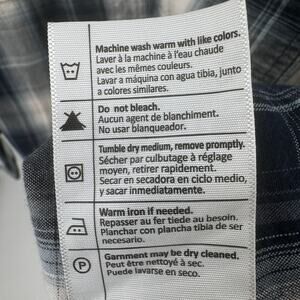 Machine wash warm with like colors.
Laver à la machine à l'eau chaude
avec les mêmes couleurs.
Lavar a máquina con agua tibia, junto
a colores similares.
Do not bleach.
Aucun agent de blanchiment.
No usar blanqueador.
Tumble dry medium, remove promptly.
Sécher par culbutage à réglage
moyen, retirer rapidement.
Secar en secadora en ciclo medio,
y sacar inmediatamente.
Warm iron if needed.
Repasser au fer tiede au besoin.
Planchar con plancha tibia de ser
necesario.
P
Garnment may be dry cleaned.
Peut être nettoyé à sec.
Puede lavarse en seco.